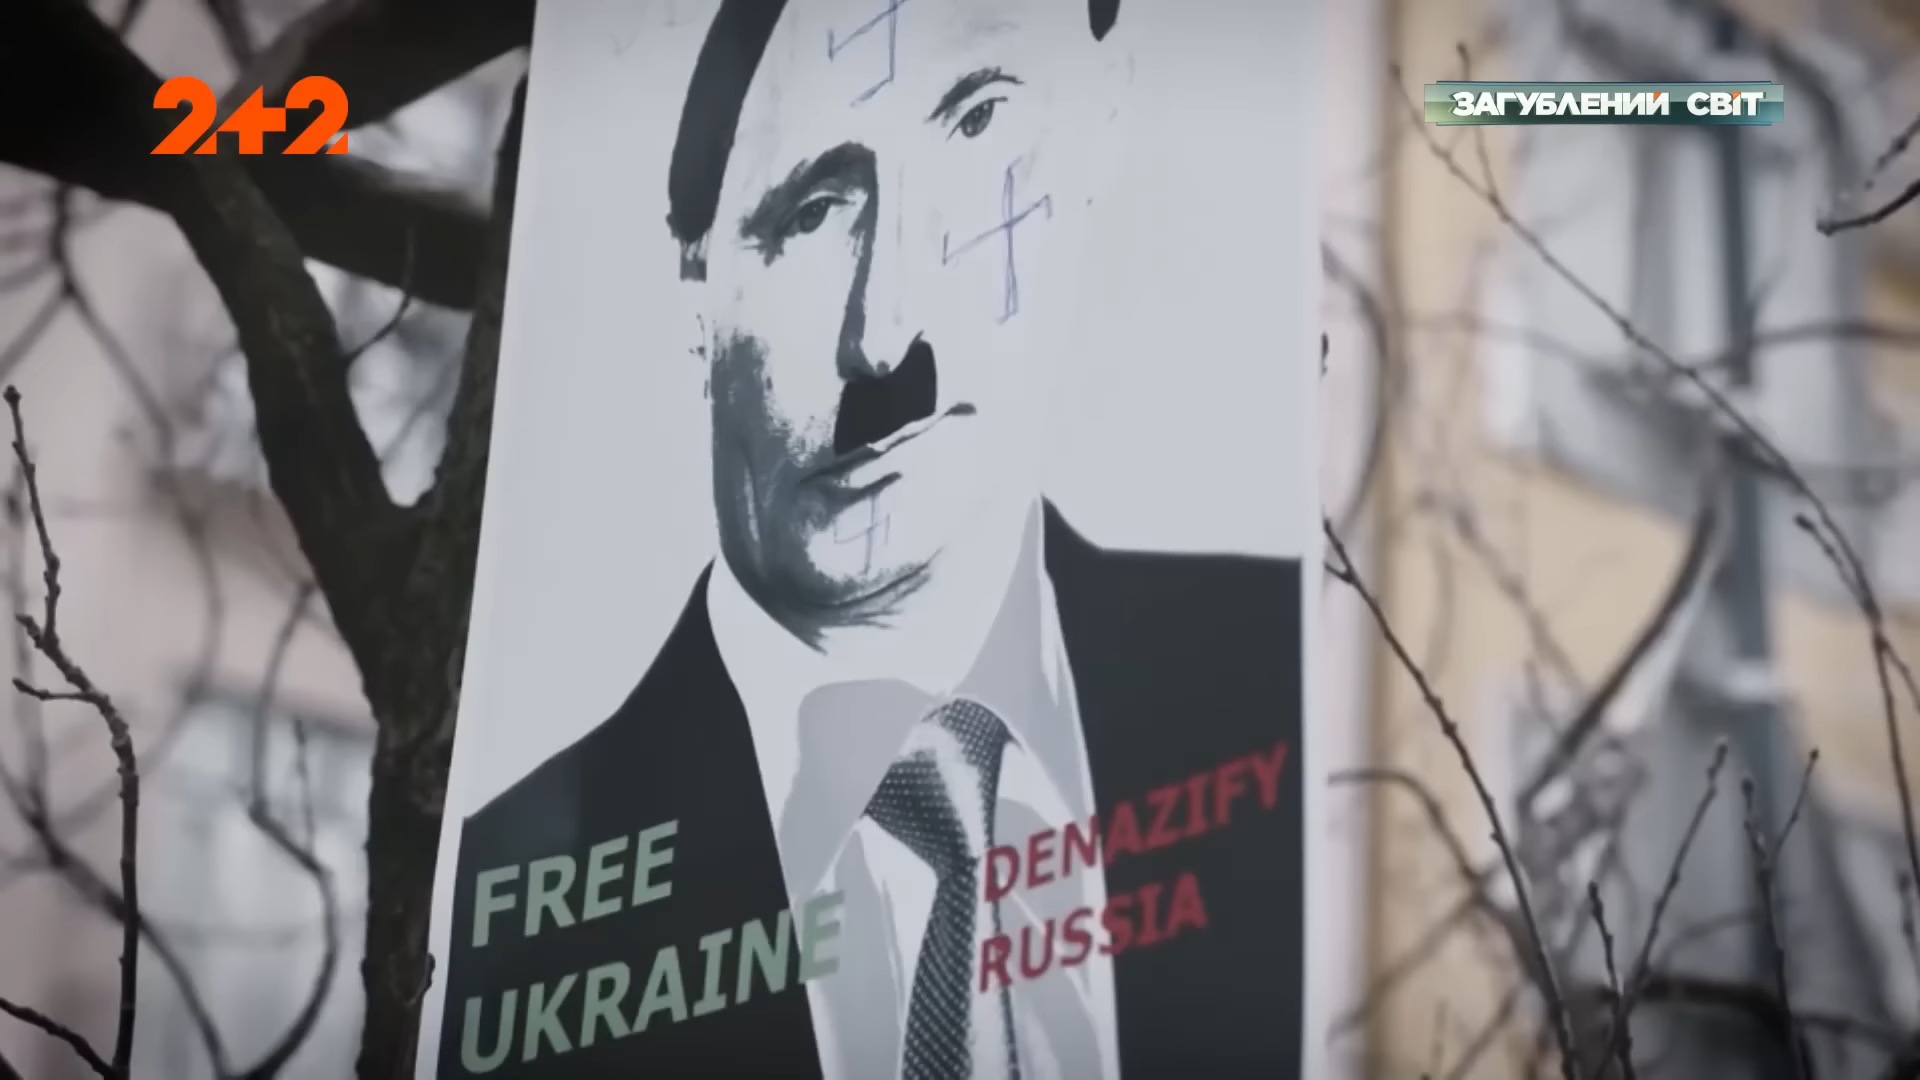 2+2
ЗАГУБЛЕНИЙ СВІТ
FREE
UKRAINE
DENAZIFY
RUSSIA